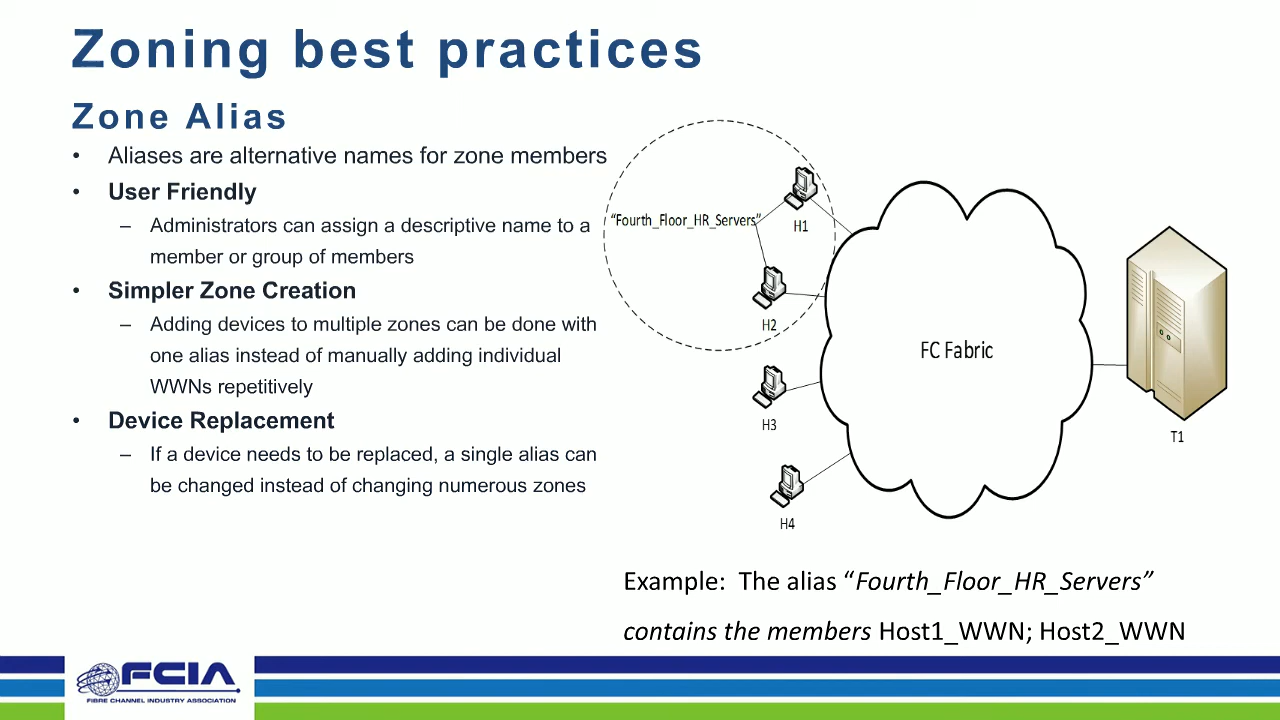 Zoning best practices
Zone Alias
• Aliases are alternative names for zone members
• User Friendly
– Administrators can assign a descriptive name to a
member or group of members
• Simpler Zone Creation
– Adding devices to multiple zones can be done with
one alias instead of manually adding individual
WWNs repetitively
• Device Replacement
– If a device needs to be replaced, a single alias can
be changed instead of changing numerous zones
“Fourth_Floor_HR_Servers”
H1
H2
H3
H4
FC Fabric
T1
Example: The alias “Fourth_Floor_HR_Servers”
contains the members Host1_WWN; Host2_WWN
FCIA
FIBRE CHANNEL INDUSTRY ASSOCIATION